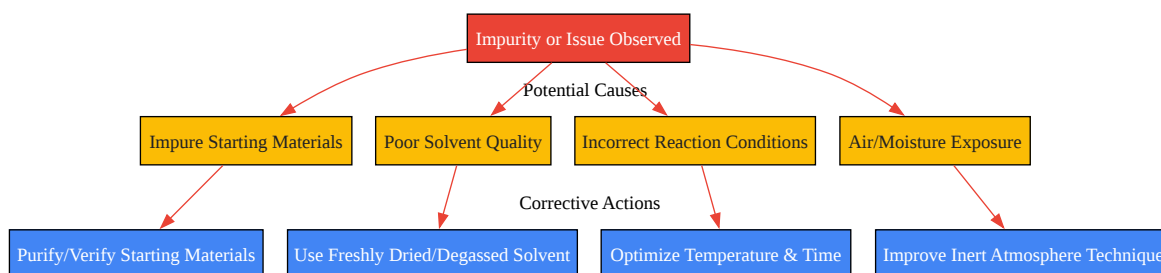 Impurity or Issue Observed
Potential Causes
Impure Starting Materials
Poor Solvent Quality
Incorrect Reaction Conditions
Air/Moisture Exposure
Corrective Actions
Purify/Verify Starting Materials
Use Freshly Dried/Degassed Solvent
Optimize Temperature & Time
Improve Inert Atmosphere Technique